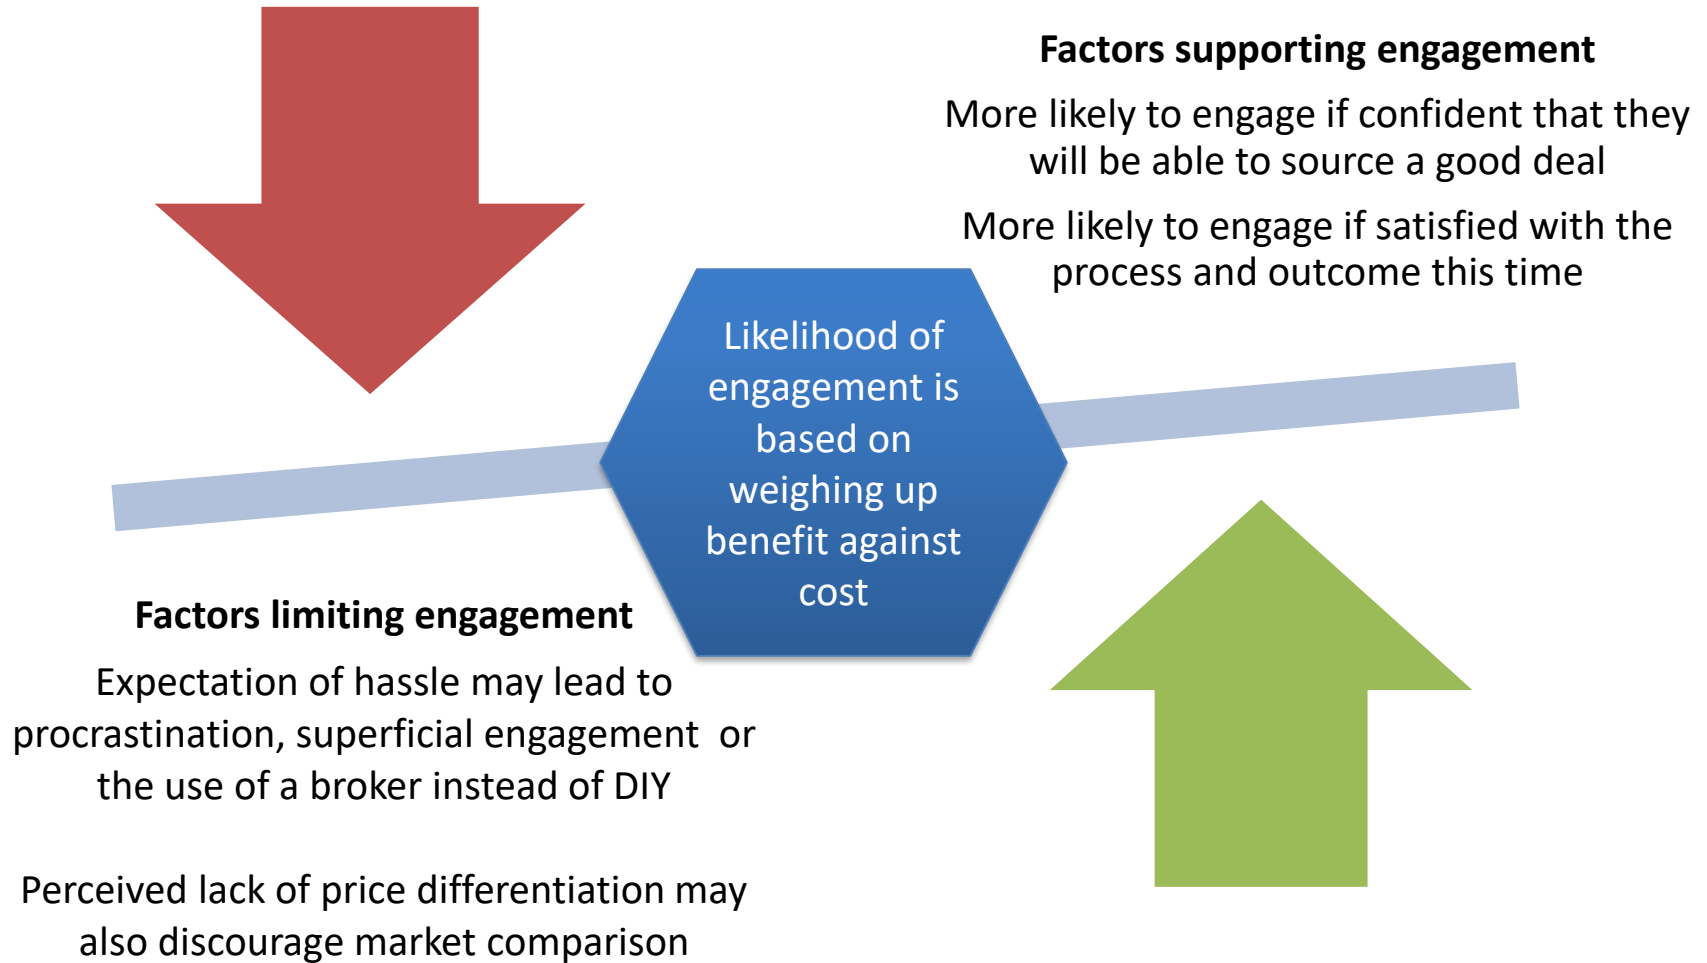 Factors supporting engagement
More likely to engage if confident that they
will be able to source a good deal
More likely to engage if satisfied with the
process and outcome this time
Likelihood of
engagement is
based on
weighing up
benefit against
cost
Factors limiting engagement
Expectation of hassle may lead to
procrastination, superficial engagement  or
the use of a broker instead of DIY
Perceived lack of price differentiation may
also discourage market comparison